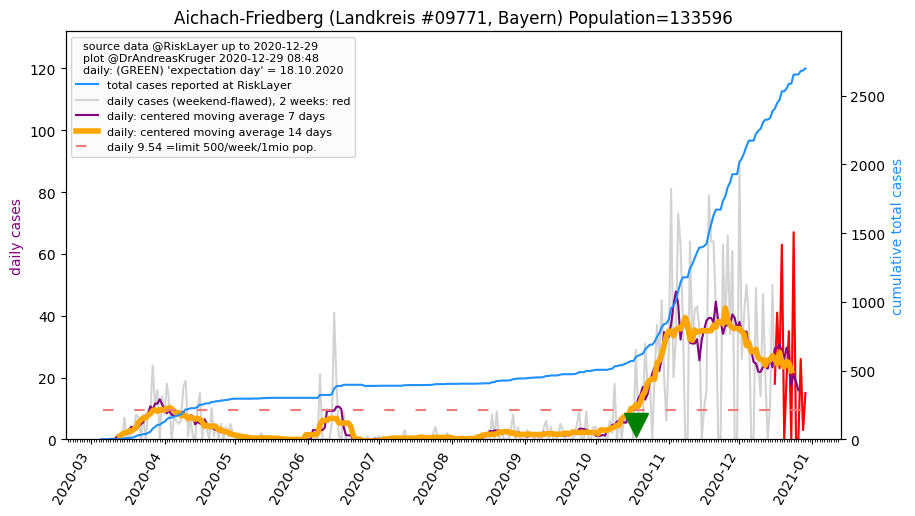 Aichach-Friedberg (Landkreis #09771, Bayern) Population=133596
source data @RiskLayer up to 2020-12-29
plot @DrAndreasKruger 2020-12-29 08:48
daily: (GREEN) 'expectation day' = 18.10.2020
total cases reported at RiskLayer
daily cases (weekend-flawed), 2 weeks: red
daily: centered moving average 7 days
daily: centered moving average 14 days
daily 9.54 =limit 500/week/1mio pop.
daily cases
120
100
80
60
40
20
0
cumulative total cases
2500
2000
1500
1000
500
0
2020-03
2020-04
2020-05
2020-06
2020-07
2020-08
2020-09
2020-10
2020-11
2020-12
2021-01